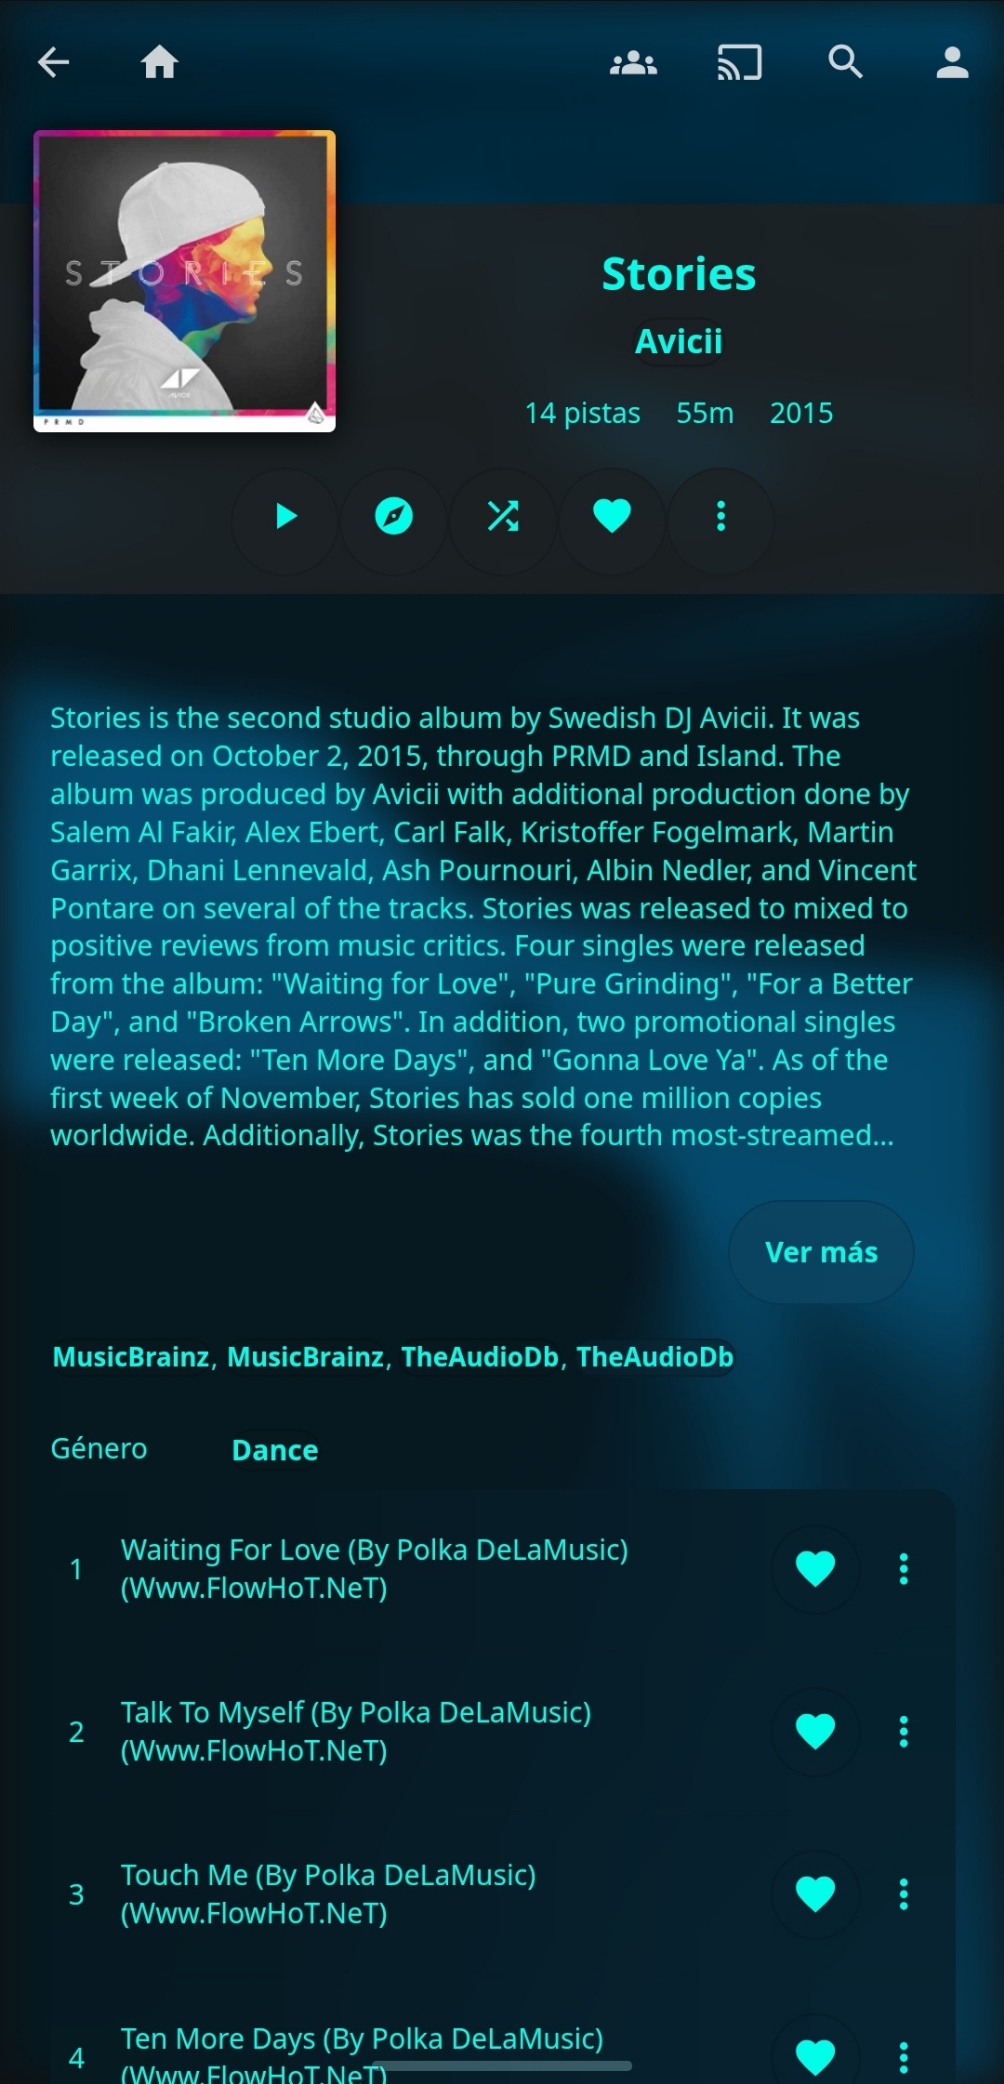 STORIES
AVICII
PRMD
Stories
Avicii
14 pistas 55m 2015
Stories is the second studio album by Swedish DJ Avicii. It was
released on October 2, 2015, through PRMD and Island. The
album was produced by Avicii with additional production done by
Salem Al Fakir, Alex Ebert, Carl Falk, Kristoffer Fogelmark, Martin
Garrix, Dhani Lennevald, Ash Pournouri, Albin Nedler, and Vincent
Pontare on several of the tracks. Stories was released to mixed to
positive reviews from music critics. Four singles were released
from the album: "Waiting for Love", "Pure Grinding", "For a Better
Day", and "Broken Arrows". In addition, two promotional singles
were released: "Ten More Days", and "Gonna Love Ya". As of the
first week of November, Stories has sold one million copies
worldwide. Additionally, Stories was the fourth most-streamed...
Ver más
MusicBrainz, MusicBrainz, TheAudioDb, TheAudioDb
Género Dance
1 Waiting For Love (By Polka DeLaMusic)
(Www.FlowHoT.NeT)
2 Talk To Myself (By Polka DeLaMusic)
(Www.FlowHoT.NeT)
3 Touch Me (By Polka DeLaMusic)
(Www.FlowHoT.NeT)
4 Ten More Days (By Polka DeLaMusic)
(Www.FlowHoT.NeT)